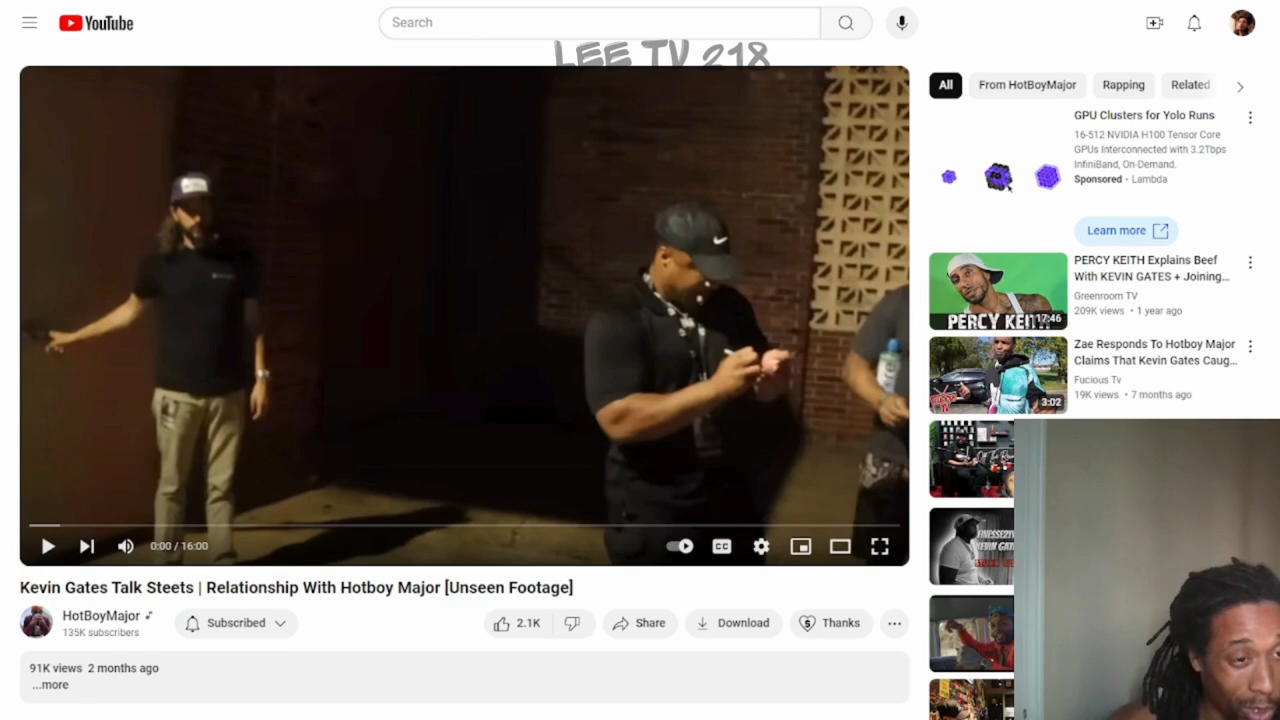 YouTube
Search
LEE TV 218
All
From HotBoyMajor
Rapping
Related
GPU Clusters for Yolo Runs
16-512 NVIDIA H100 Tensor Core
GPUs Interconnected with 3.2Tbps
InfiniBand, On-Demand.
Sponsored · Lambda
Learn more
PERCY KEITH Explains Beef
With KEVIN GATES + Joining...
Greenroom TV
209K views • 1 year ago
PERCY KEITH
17:46
Zae Responds To Hotboy Major
Claims That Kevin Gates Caug...
Fucious Tv
19K views • 7 months ago
3:02
0:00 / 16:00
CC
Kevin Gates Talk Steets | Relationship With Hotboy Major [Unseen Footage]
HotBoyMajor
135K subscribers
Subscribed
2.1K
Share
Download
Thanks
91K views 2 months ago
...more